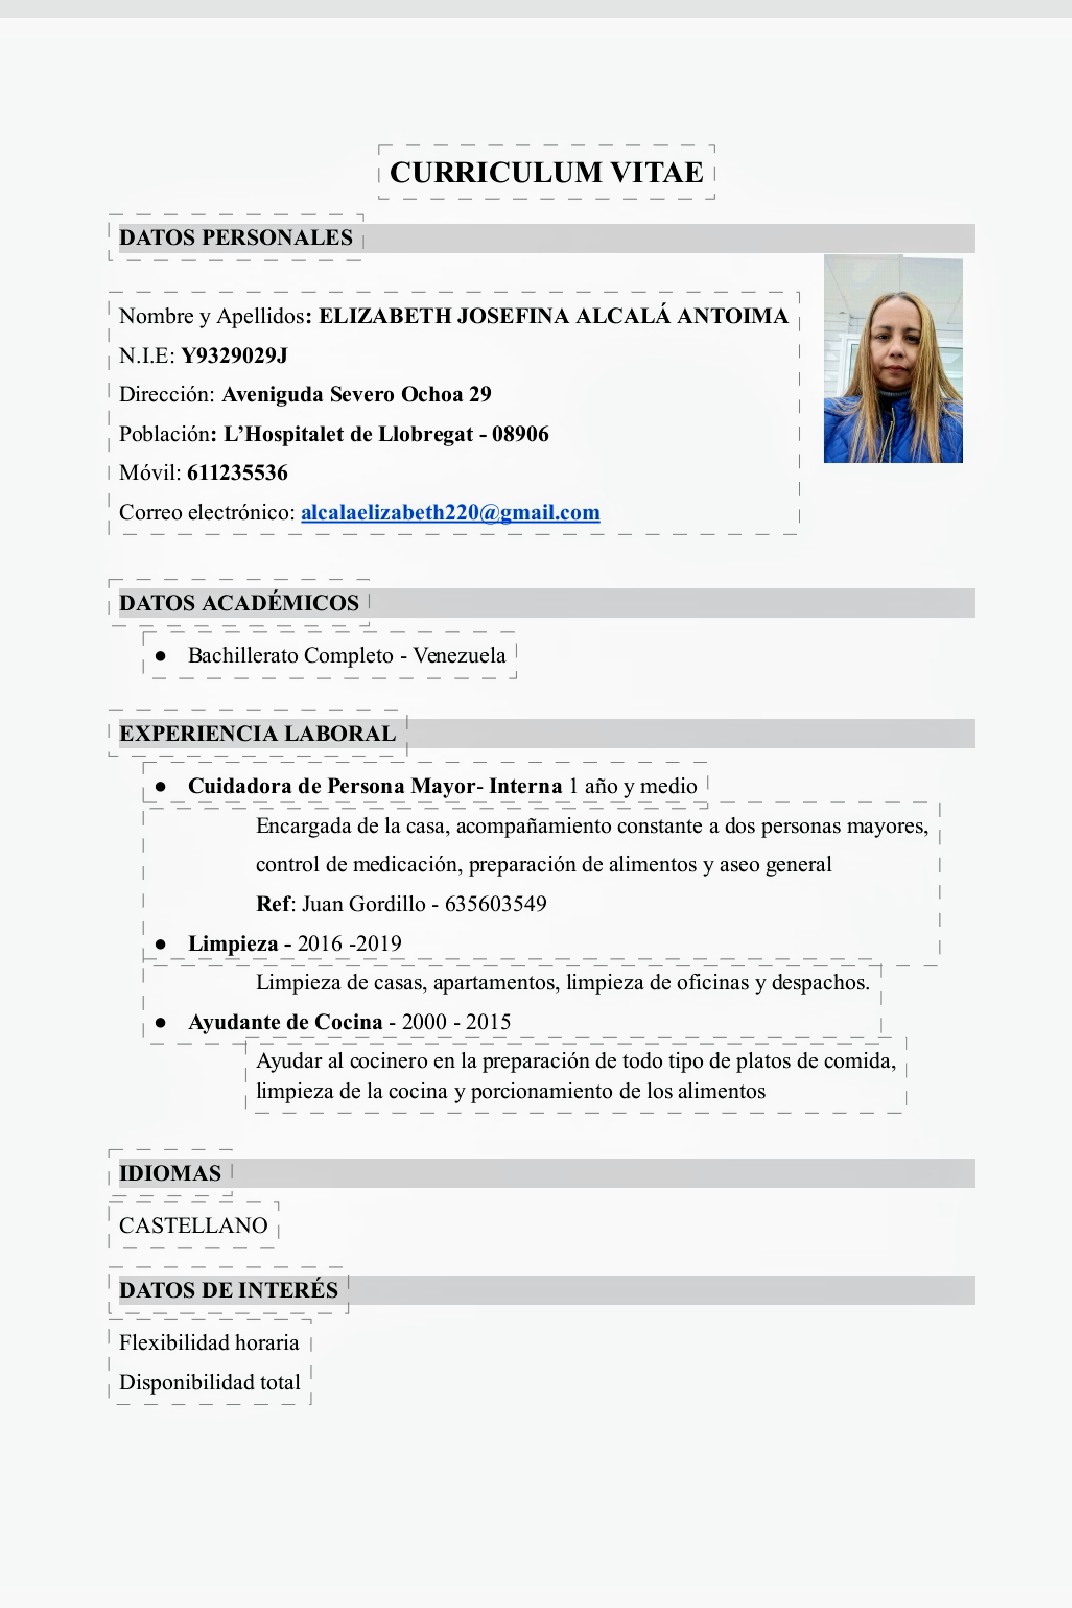 CURRICULUM VITAE
DATOS PERSONALES
Nombre y Apellidos: ELIZABETH JOSEFINA ALCALÁ ANTOIMA
N.I.E: Y9329029J
Dirección: Aveniguda Severo Ochoa 29
Población: L’Hospitalet de Llobregat - 08906
Móvil: 611235536
Correo electrónico: alcalaelizabeth220@gmail.com
DATOS ACADÉMICOS
● Bachillerato Completo - Venezuela
EXPERIENCIA LABORAL
● Cuidadora de Persona Mayor- Interna 1 año y medio
Encargada de la casa, acompañamiento constante a dos personas mayores,
control de medicación, preparación de alimentos y aseo general
Ref: Juan Gordillo - 635603549
● Limpieza - 2016 -2019
Limpieza de casas, apartamentos, limpieza de oficinas y despachos.
● Ayudante de Cocina - 2000 - 2015
Ayudar al cocinero en la preparación de todo tipo de platos de comida,
limpieza de la cocina y porcionamiento de los alimentos
IDIOMAS
CASTELLANO
DATOS DE INTERÉS
Flexibilidad horaria
Disponibilidad total